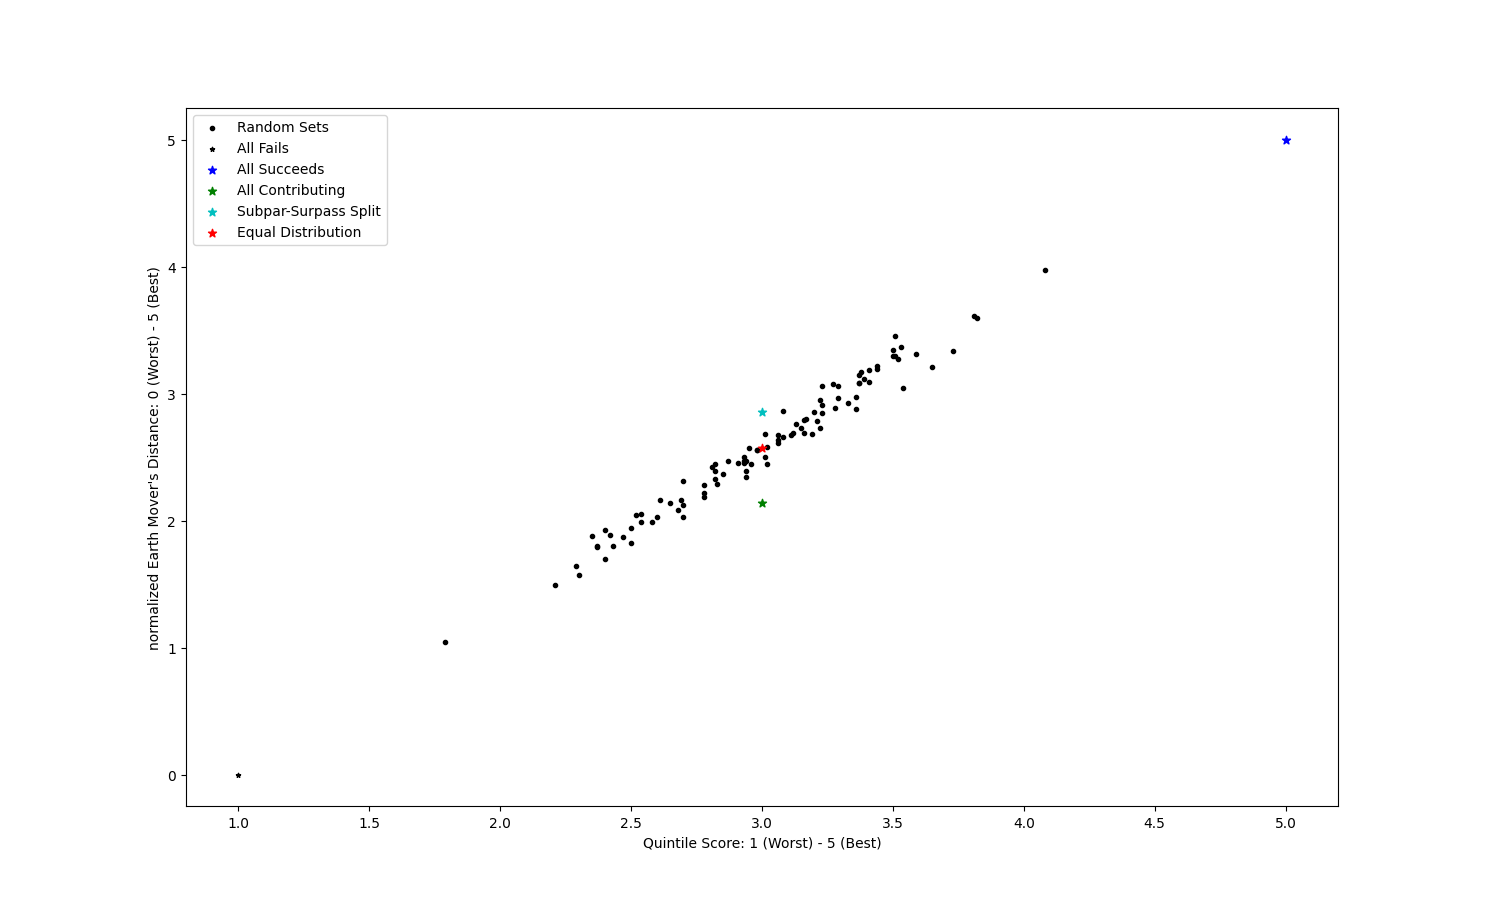 Random Sets
All Fails
All Succeeds
All Contributing
Subpar-Surpass Split
Equal Distribution
normalized Earth Mover's Distance: 0 (Worst) - 5 (Best)
5
4
3
2
1
0
1.0 1.5 2.0 2.5 3.0 3.5 4.0 4.5 5.0
Quintile Score: 1 (Worst) - 5 (Best)